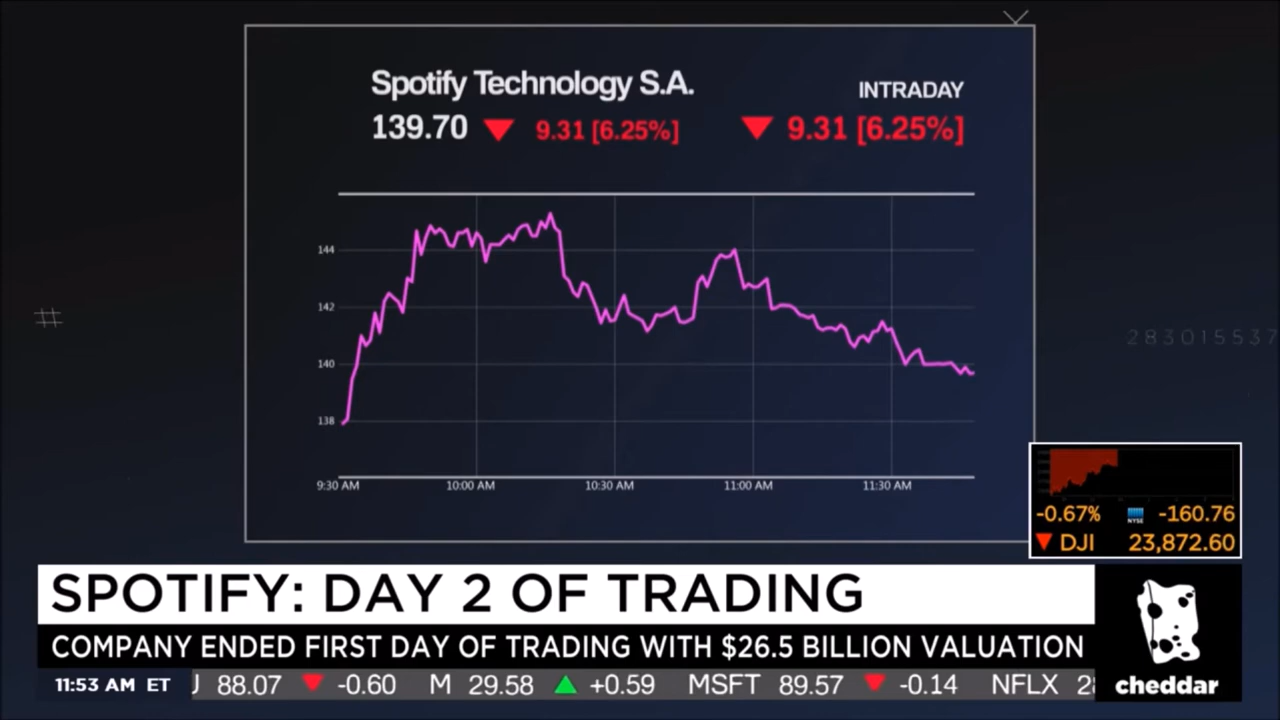 Spotify Technology S.A.
INTRADAY
139.70 ▼ 9.31 [6.25%]
▼ 9.31 [6.25%]
144
142
140
138
9:30 AM 10:00 AM 10:30 AM 11:00 AM 11:30 AM
#
283015537
-0.67% NYSE -160.76
▼ DJI 23,872.60
SPOTIFY: DAY 2 OF TRADING
COMPANY ENDED FIRST DAY OF TRADING WITH $26.5 BILLION VALUATION
cheddar
11:53 AM ET 88.07 ▼ -0.60 M 29.58 ▲ +0.59 MSFT 89.57 ▼ -0.14 NFLX